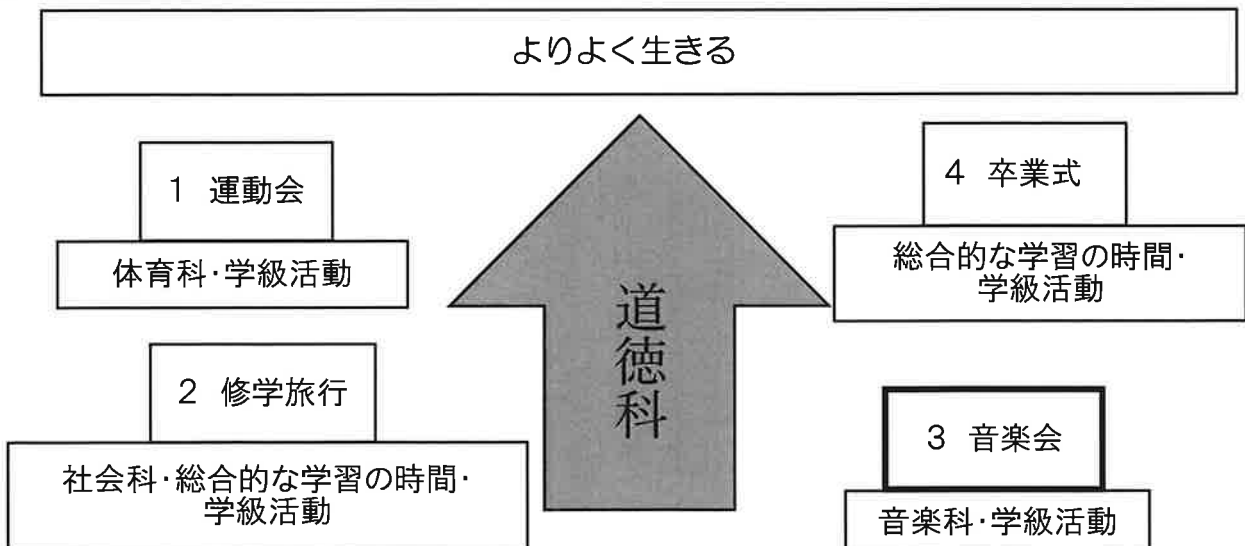 よりよく生きる
1 運動会
体育科・学級活動
2 修学旅行
社会科・総合的な学習の時間・
学級活動
道徳科
4 卒業式
総合的な学習の時間・
学級活動
3 音楽会
音楽科・学級活動